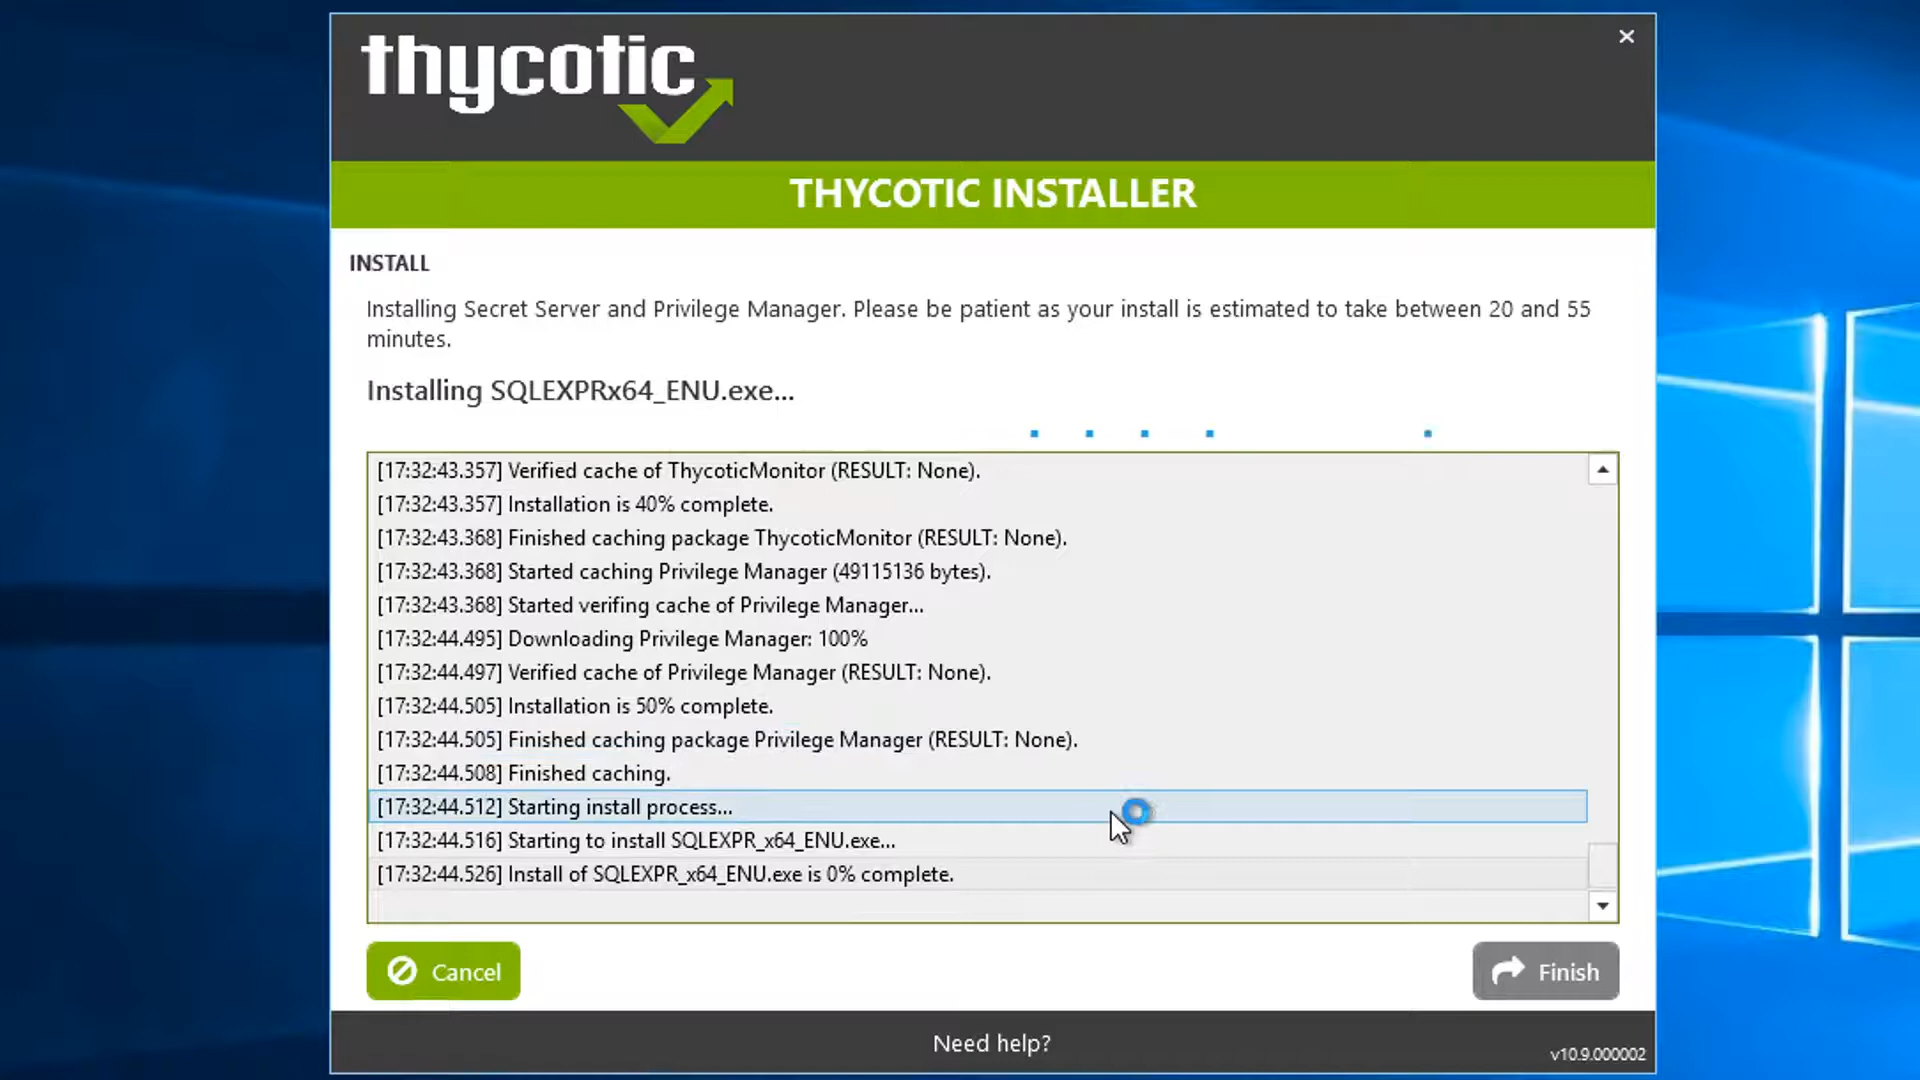 thycotic
THYCOTIC INSTALLER
INSTALL
Installing Secret Server and Privilege Manager. Please be patient as your install is estimated to take between 20 and 55
minutes.
Installing SQLEXPRx64_ENU.exe...
[17:32:43.357] Verified cache of ThycoticMonitor (RESULT: None).
[17:32:43.357] Installation is 40% complete.
[17:32:43.368] Finished caching package ThycoticMonitor (RESULT: None).
[17:32:43.368] Started caching Privilege Manager (49115136 bytes).
[17:32:43.368] Started verifing cache of Privilege Manager...
[17:32:44.495] Downloading Privilege Manager: 100%
[17:32:44.497] Verified cache of Privilege Manager (RESULT: None).
[17:32:44.505] Installation is 50% complete.
[17:32:44.505] Finished caching package Privilege Manager (RESULT: None).
[17:32:44.508] Finished caching.
[17:32:44.512] Starting install process...
[17:32:44.516] Starting to install SQLEXPR_x64_ENU.exe...
[17:32:44.526] Install of SQLEXPR_x64_ENU.exe is 0% complete.
Cancel
Finish
Need help?
v10.9.000002